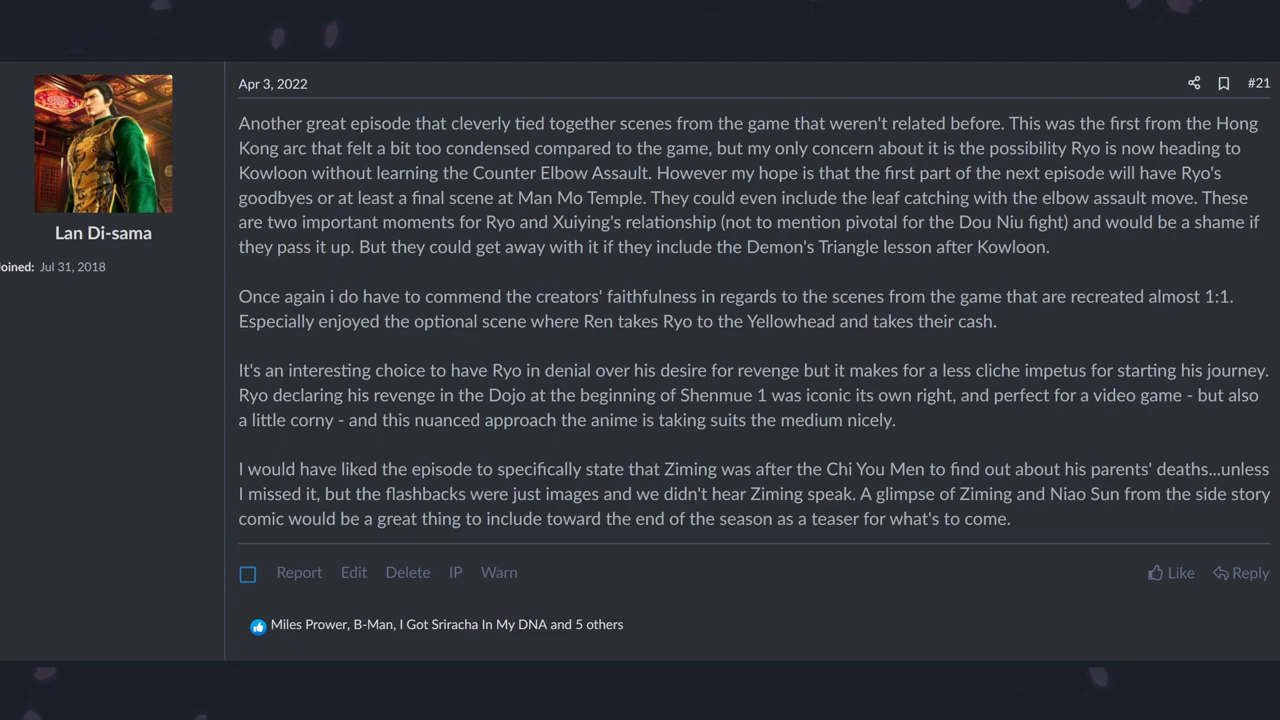 Apr 3, 2022
#21
Lan Di-sama
oined: Jul 31, 2018
Another great episode that cleverly tied together scenes from the game that weren't related before. This was the first from the Hong
Kong arc that felt a bit too condensed compared to the game, but my only concern about it is the possibility Ryo is now heading to
Kowloon without learning the Counter Elbow Assault. However my hope is that the first part of the next episode will have Ryo's
goodbyes or at least a final scene at Man Mo Temple. They could even include the leaf catching with the elbow assault move. These
are two important moments for Ryo and Xuiying's relationship (not to mention pivotal for the Dou Niu fight) and would be a shame if
they pass it up. But they could get away with it if they include the Demon's Triangle lesson after Kowloon.
Once again i do have to commend the creators' faithfulness in regards to the scenes from the game that are recreated almost 1:1.
Especially enjoyed the optional scene where Ren takes Ryo to the Yellowhead and takes their cash.
It's an interesting choice to have Ryo in denial over his desire for revenge but it makes for a less cliche impetus for starting his journey.
Ryo declaring his revenge in the Dojo at the beginning of Shenmue 1 was iconic its own right, and perfect for a video game - but also
a little corny - and this nuanced approach the anime is taking suits the medium nicely.
I would have liked the episode to specifically state that Ziming was after the Chi You Men to find out about his parents' deaths...unless
I missed it, but the flashbacks were just images and we didn't hear Ziming speak. A glimpse of Ziming and Niao Sun from the side story
comic would be a great thing to include toward the end of the season as a teaser for what's to come.
Report Edit Delete IP Warn
Like Reply
Miles Prower, B-Man, I Got Sriracha In My DNA and 5 others